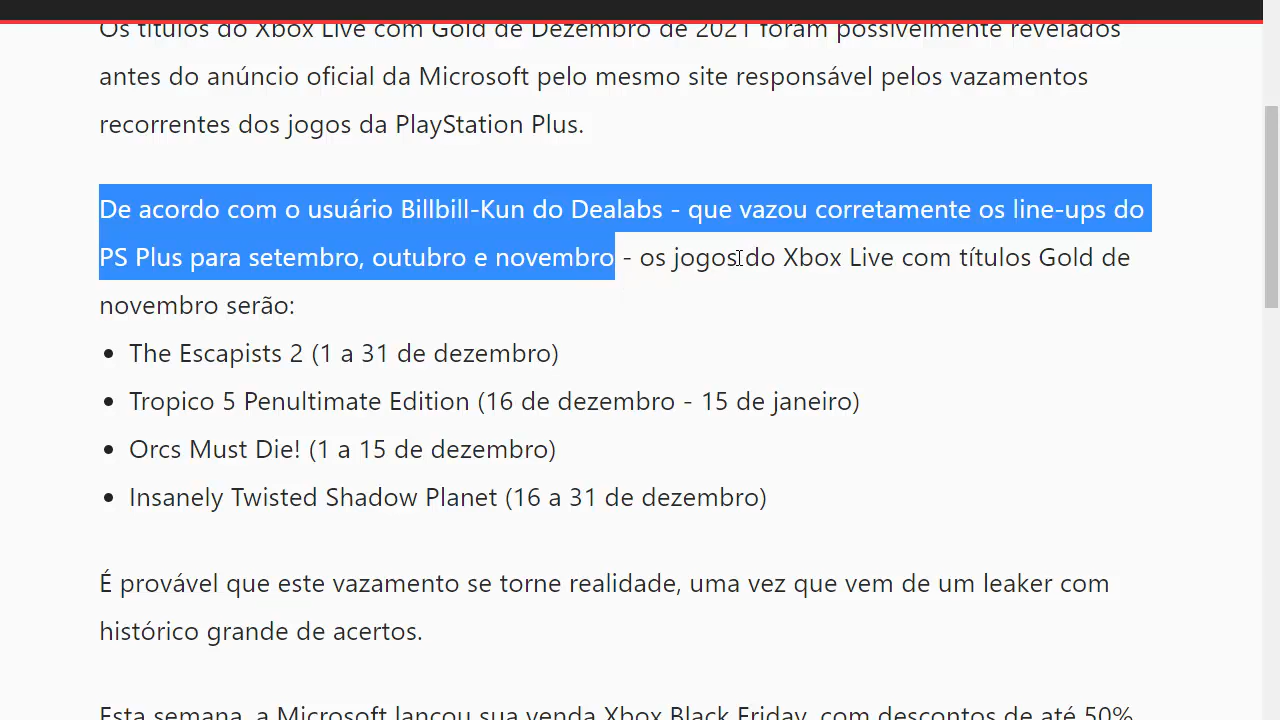 Os títulos do Xbox Live com Gold de Dezembro de 2021 foram possivelmente revelados
antes do anúncio oficial da Microsoft pelo mesmo site responsável pelos vazamentos
recorrentes dos jogos da PlayStation Plus.
De acordo com o usuário Billbill-Kun do Dealabs - que vazou corretamente os line-ups do
PS Plus para setembro, outubro e novembro - os jogos do Xbox Live com títulos Gold de
novembro serão:
• The Escapists 2 (1 a 31 de dezembro)
• Tropico 5 Penultimate Edition (16 de dezembro - 15 de janeiro)
• Orcs Must Die! (1 a 15 de dezembro)
• Insanely Twisted Shadow Planet (16 a 31 de dezembro)
É provável que este vazamento se torne realidade, uma vez que vem de um leaker com
histórico grande de acertos.
Esta semana, a Microsoft lançou sua venda Xbox Black Friday, com descontos de até 50%